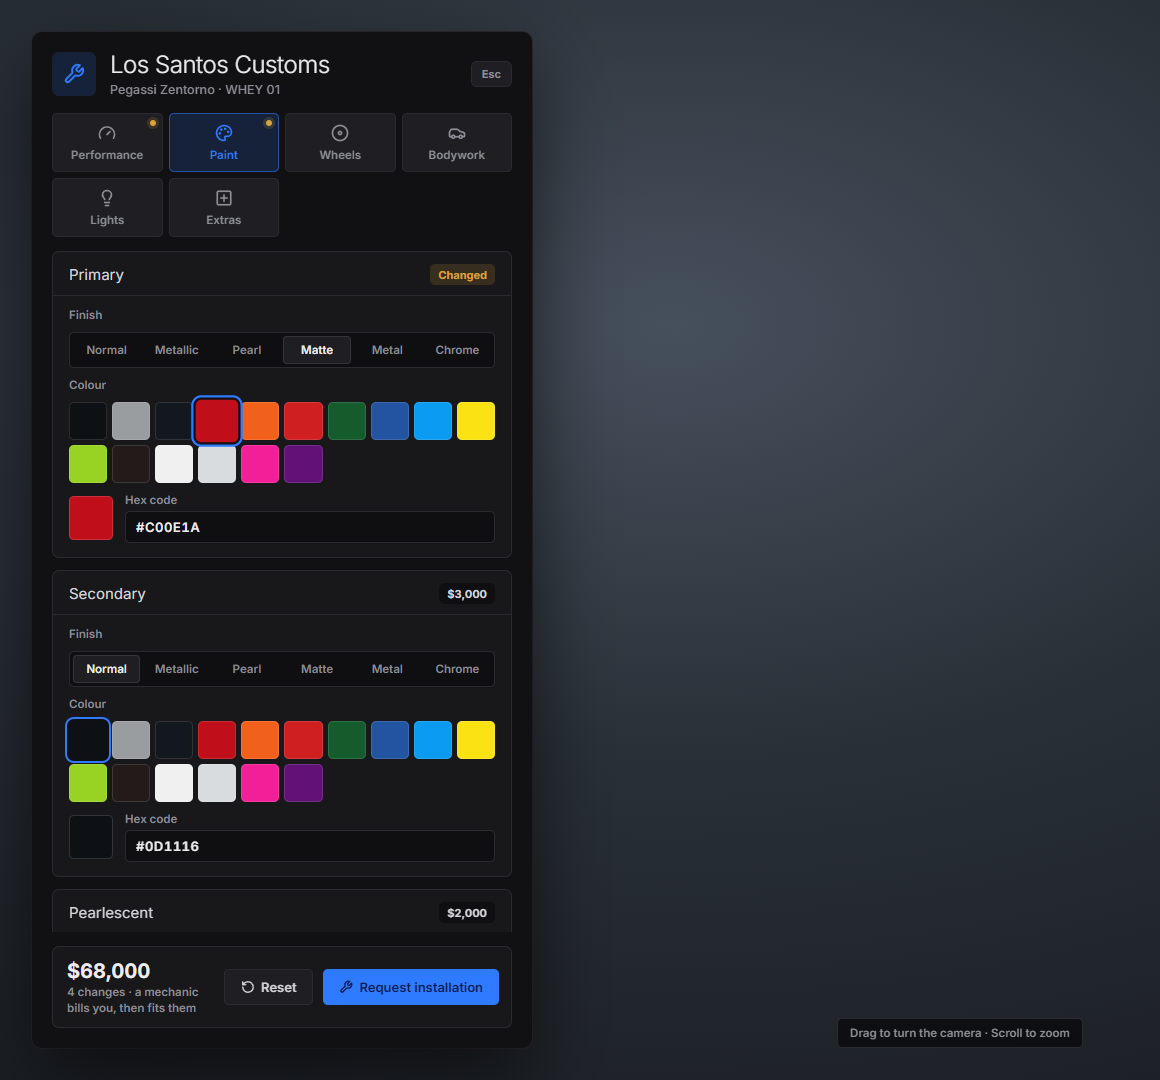 Los Santos Customs
Pegassi Zentorno · WHEY 01
Esc
Performance
Paint
Wheels
Bodywork
Lights
Extras
Primary
Changed
Finish
Normal Metallic Pearl Matte Metal Chrome
Colour
Hex code
#C00E1A
Secondary
$3,000
Finish
Normal Metallic Pearl Matte Metal Chrome
Colour
Hex code
#0D1116
Pearlescent
$2,000
$68,000
4 changes · a mechanic
bills you, then fits them
Reset
Request installation
Drag to turn the camera · Scroll to zoom